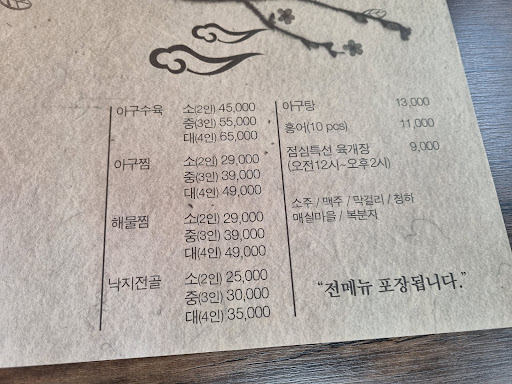 아구수육 소(2인) 45,000
중(3인) 55,000
대(4인) 65,000
아구찜 소(2인) 29,000
중(3인) 39,000
대(4인) 49,000
해물찜 소(2인) 29,000
중(3인) 39,000
대(4인) 49,000
낙지전골 소(2인) 25,000
중(3인) 30,000
대(4인) 35,000
아구탕 13,000
홍어(10 pcs) 11,000
점심특선 육개장 9,000
(오전12시~오후2시)
소주 / 맥주 / 막걸리 / 청하
매실마을 / 복분자
“전메뉴 포장됩니다.”